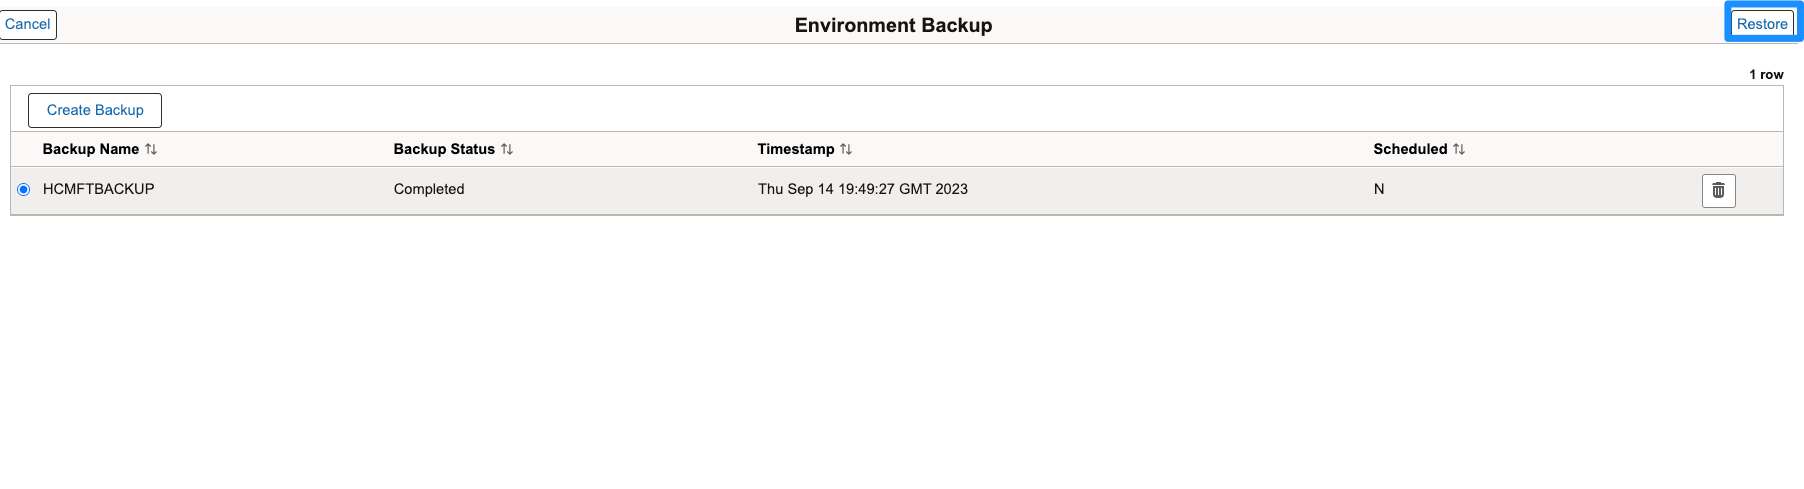 Cancel Environment Backup Restore
1 row
Create Backup
Backup Name Backup Status Timestamp Scheduled
HCMFTBACKUP Completed Thu Sep 14 19:49:27 GMT 2023 N